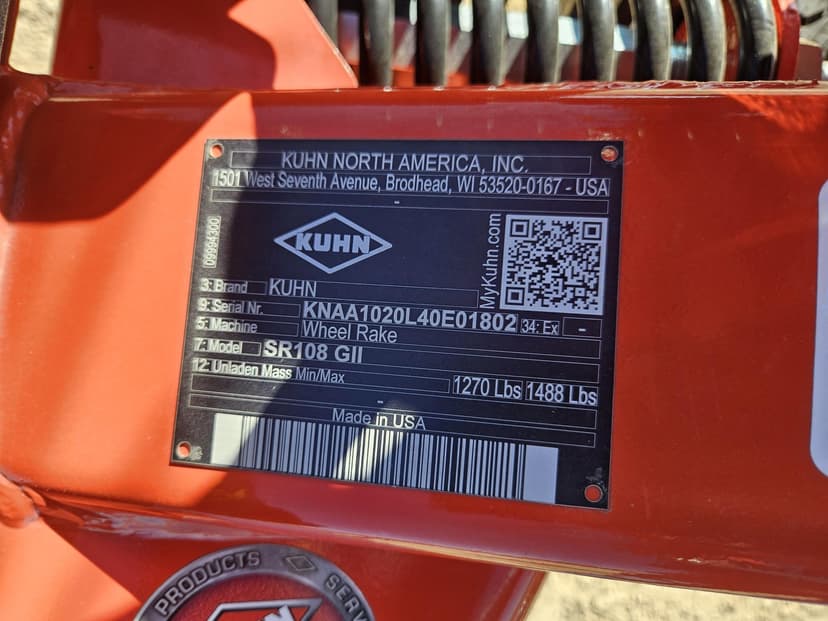 KUHN NORTH AMERICA, INC.
1501 West Seventh Avenue, Brodhead, WI 53520-0167 - USA
-
09994300
KUHN
MyKuhn.com
3: Brand KUHN
9: Serial Nr. KNAA1020L40E01802 34: Ex -
5: Machine Wheel Rake
7: Model SR108 GII
12: Unladen Mass Min/Max 1270 Lbs 1488 Lbs
-
Made in USA
PRODUCTS